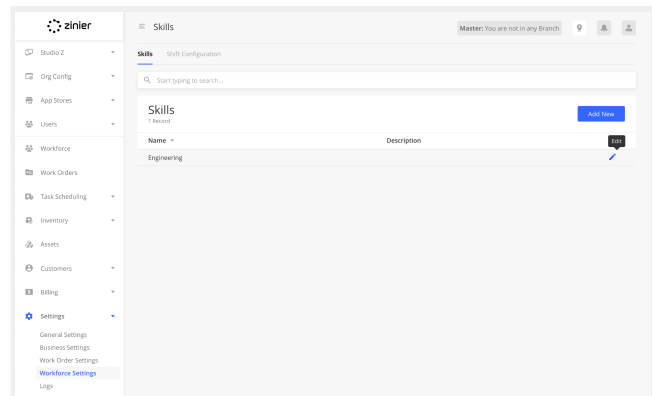 zinier
Skills
Master: You are not in any Branch
Studio Z
Org Config
App Stores
Users
Workforce
Work Orders
Task Scheduling
Inventory
Assets
Customers
Billing
Settings
General Settings
Business Settings
Work Order Settings
Workforce Settings
Logs
Skills
Shift Configuration
Start typing to search...
Skills
1 Record
Add New
Name
Description
Edit
Engineering